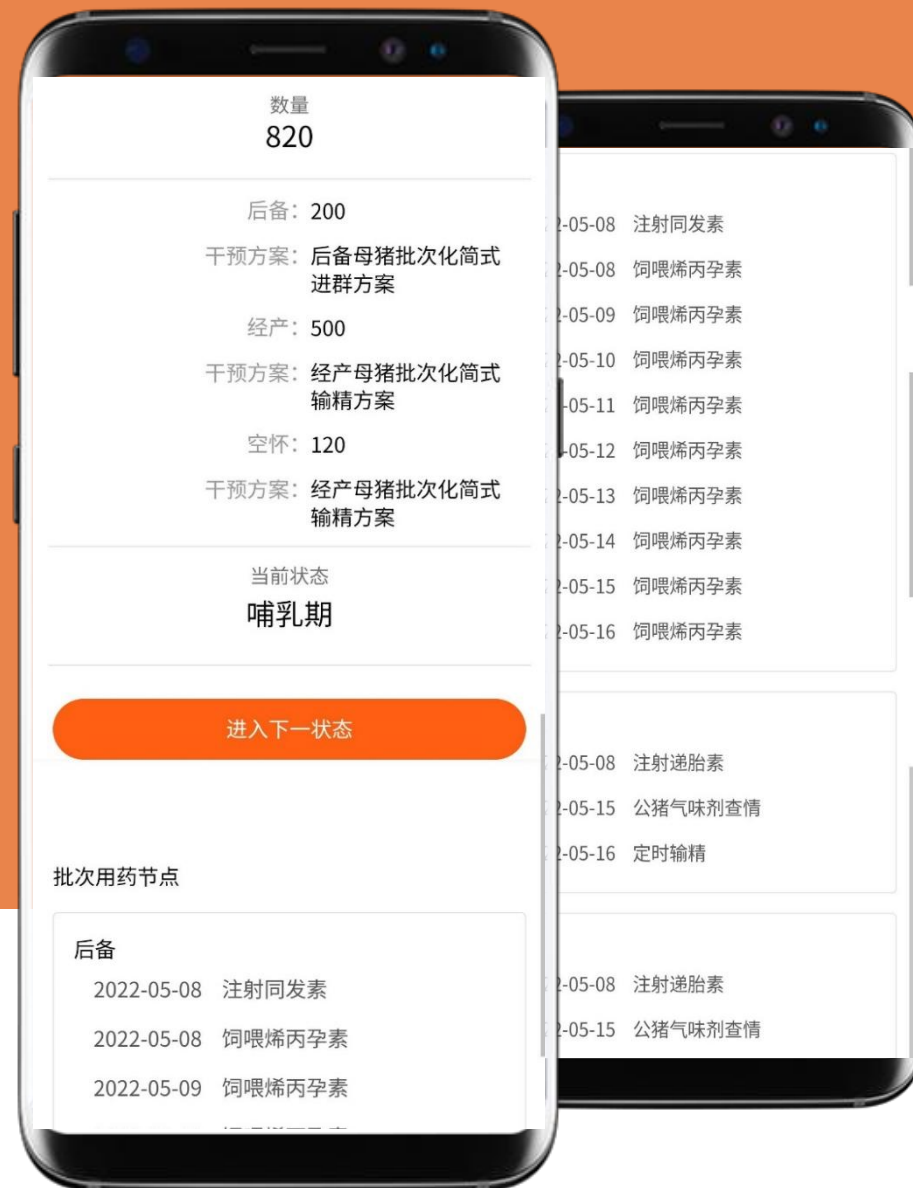 数量
820
后备: 200
干预方案: 后备母猪批次化简式
进群方案
经产: 500
干预方案: 经产母猪批次化简式
输精方案
空怀: 120
干预方案: 经产母猪批次化简式
输精方案
当前状态
哺乳期
进入下一状态
批次用药节点
后备
2022-05-08 注射同发素
2022-05-08 饲喂烯丙孕素
2022-05-09 饲喂烯丙孕素
-05-08 注射同发素
-05-08 饲喂烯丙孕素
-05-09 饲喂烯丙孕素
-05-10 饲喂烯丙孕素
-05-11 饲喂烯丙孕素
-05-12 饲喂烯丙孕素
-05-13 饲喂烯丙孕素
-05-14 饲喂烯丙孕素
-05-15 饲喂烯丙孕素
-05-16 饲喂烯丙孕素
-05-08 注射递胎素
-05-15 公猪气味剂查情
-05-16 定时输精
-05-08 注射递胎素
-05-15 公猪气味剂查情